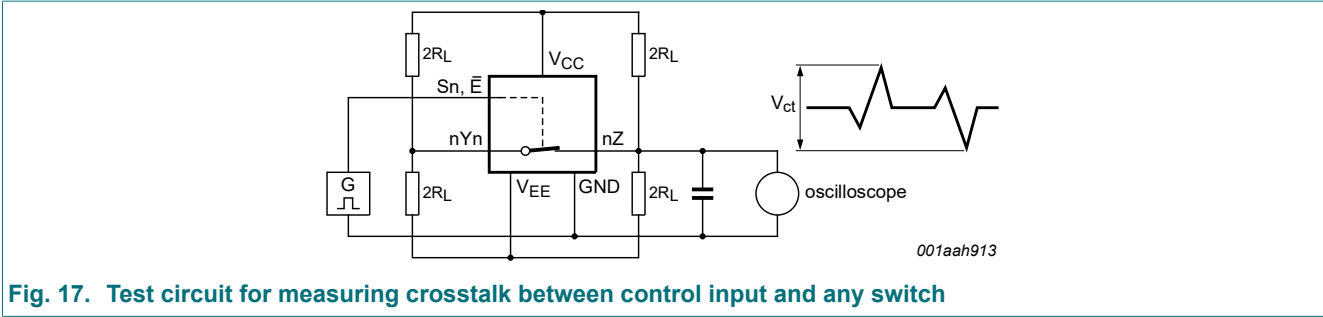 2RL
VCC
2RL
Sn, Ē
Vct
nYn
nZ
G
2RL
VEE
GND
2RL
oscilloscope
001aah913
Fig. 17. Test circuit for measuring crosstalk between control input and any switch